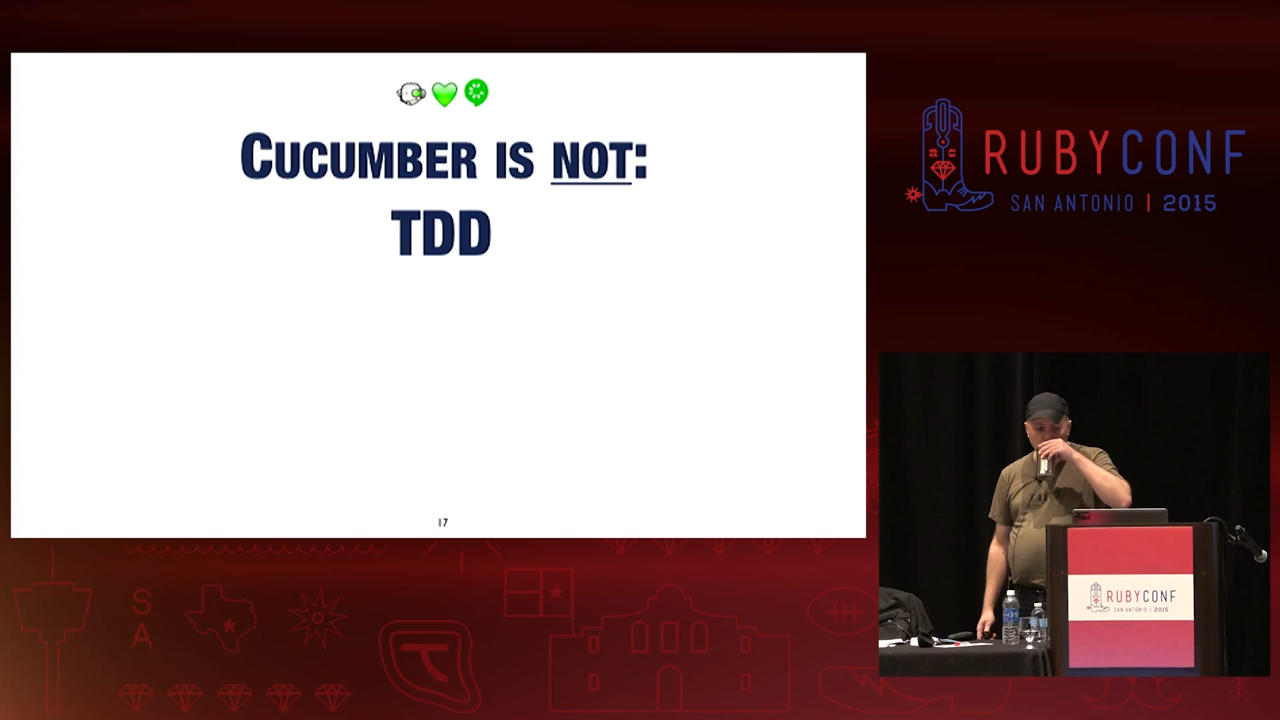 CUCUMBER IS NOT:
TDD
17
RUBYCONF
SAN ANTONIO | 2015
RUBYCONF
SAN ANTONIO | 2015
S
A